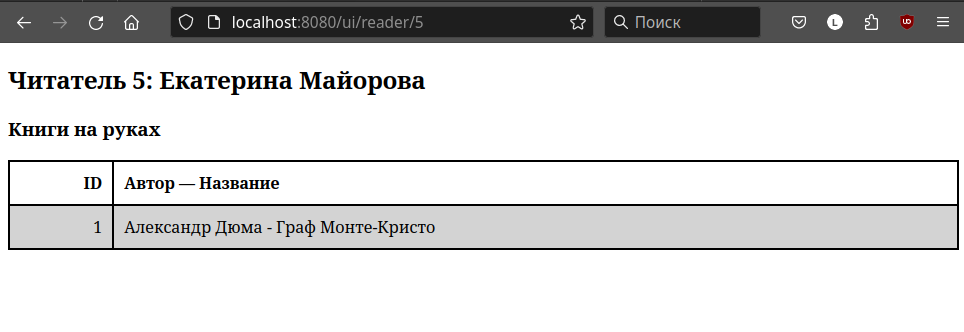 localhost:8080/ui/reader/5 Поиск L
Читатель 5: Екатерина Майорова
Книги на руках
ID Автор — Название
1 Александр Дюма - Граф Монте-Кристо